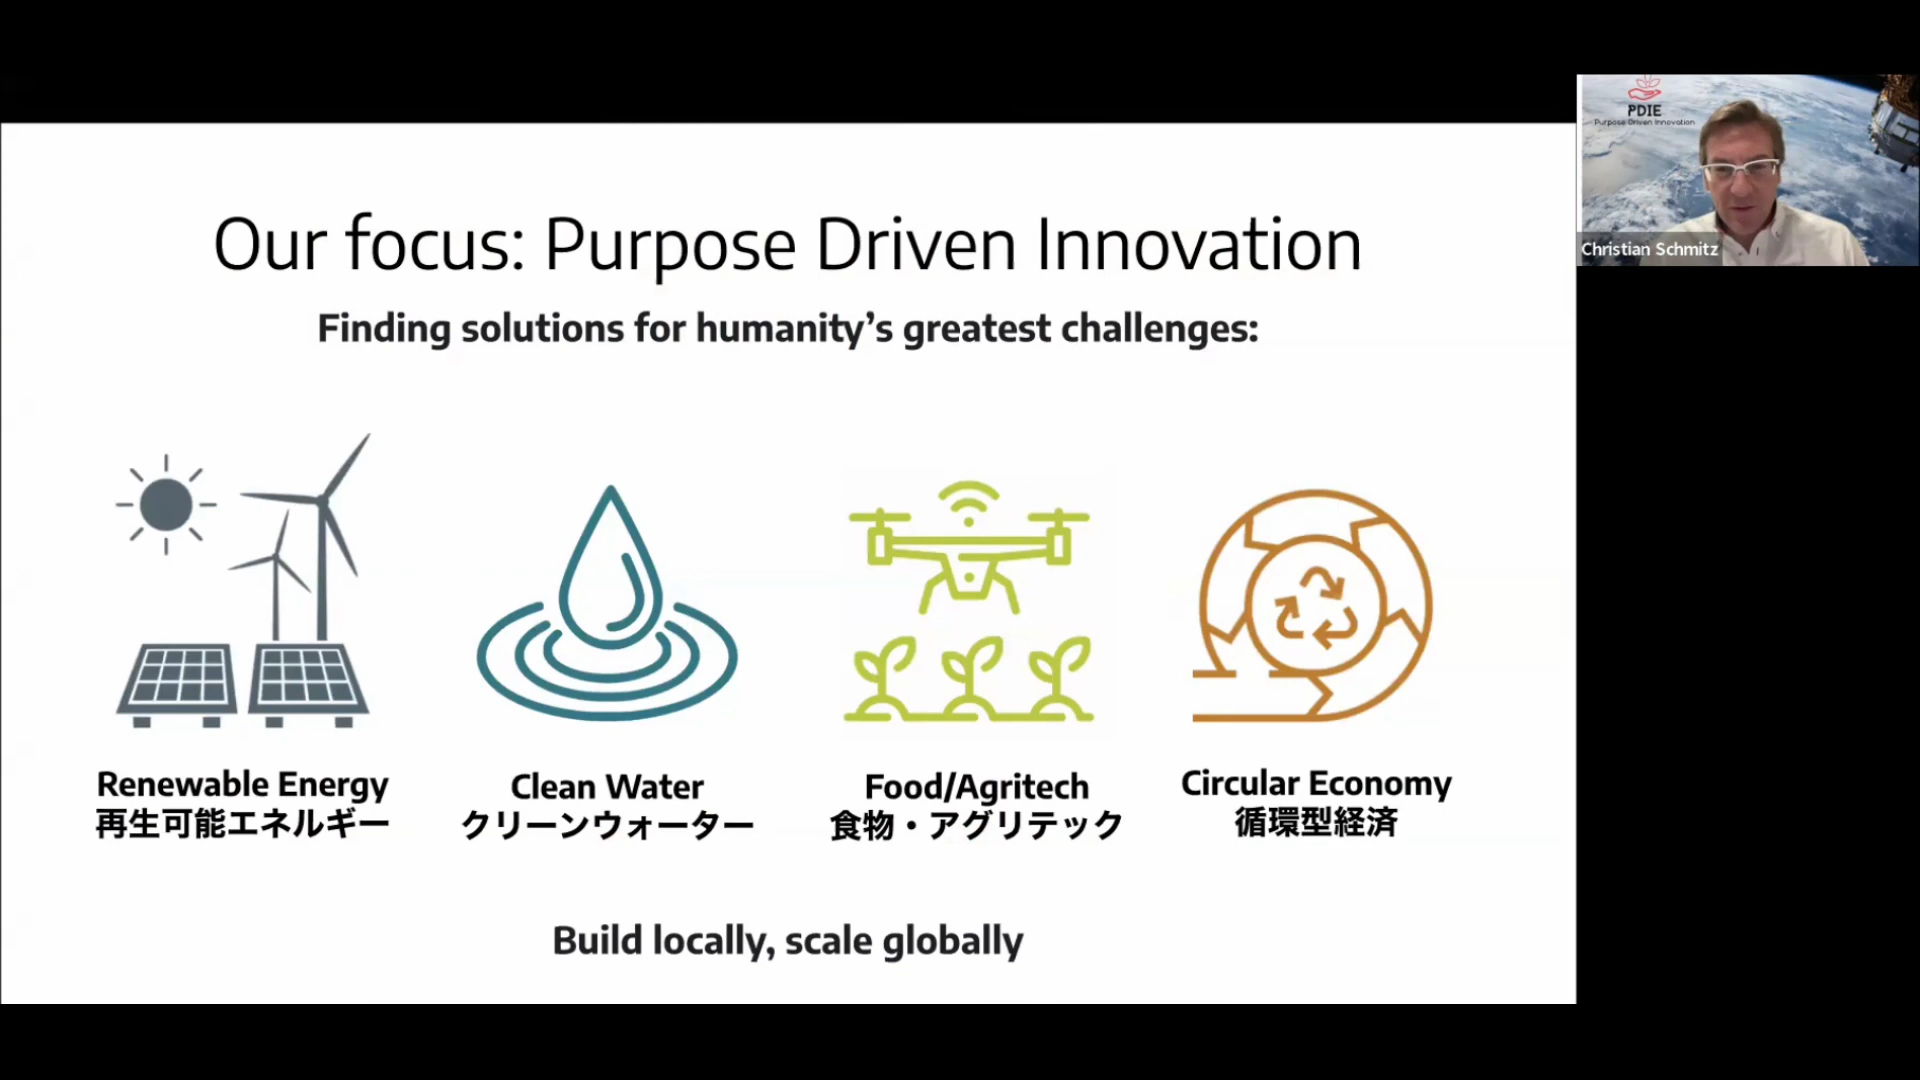 Our focus: Purpose Driven Innovation
Finding solutions for humanity’s greatest challenges:
Renewable Energy
再生可能エネルギー
Clean Water
クリーンウォーター
Food/Agritech
食物・アグリテック
Circular Economy
循環型経済
Build locally, scale globally
PDIE
Purpose Driven Innovation
Christian Schmitz